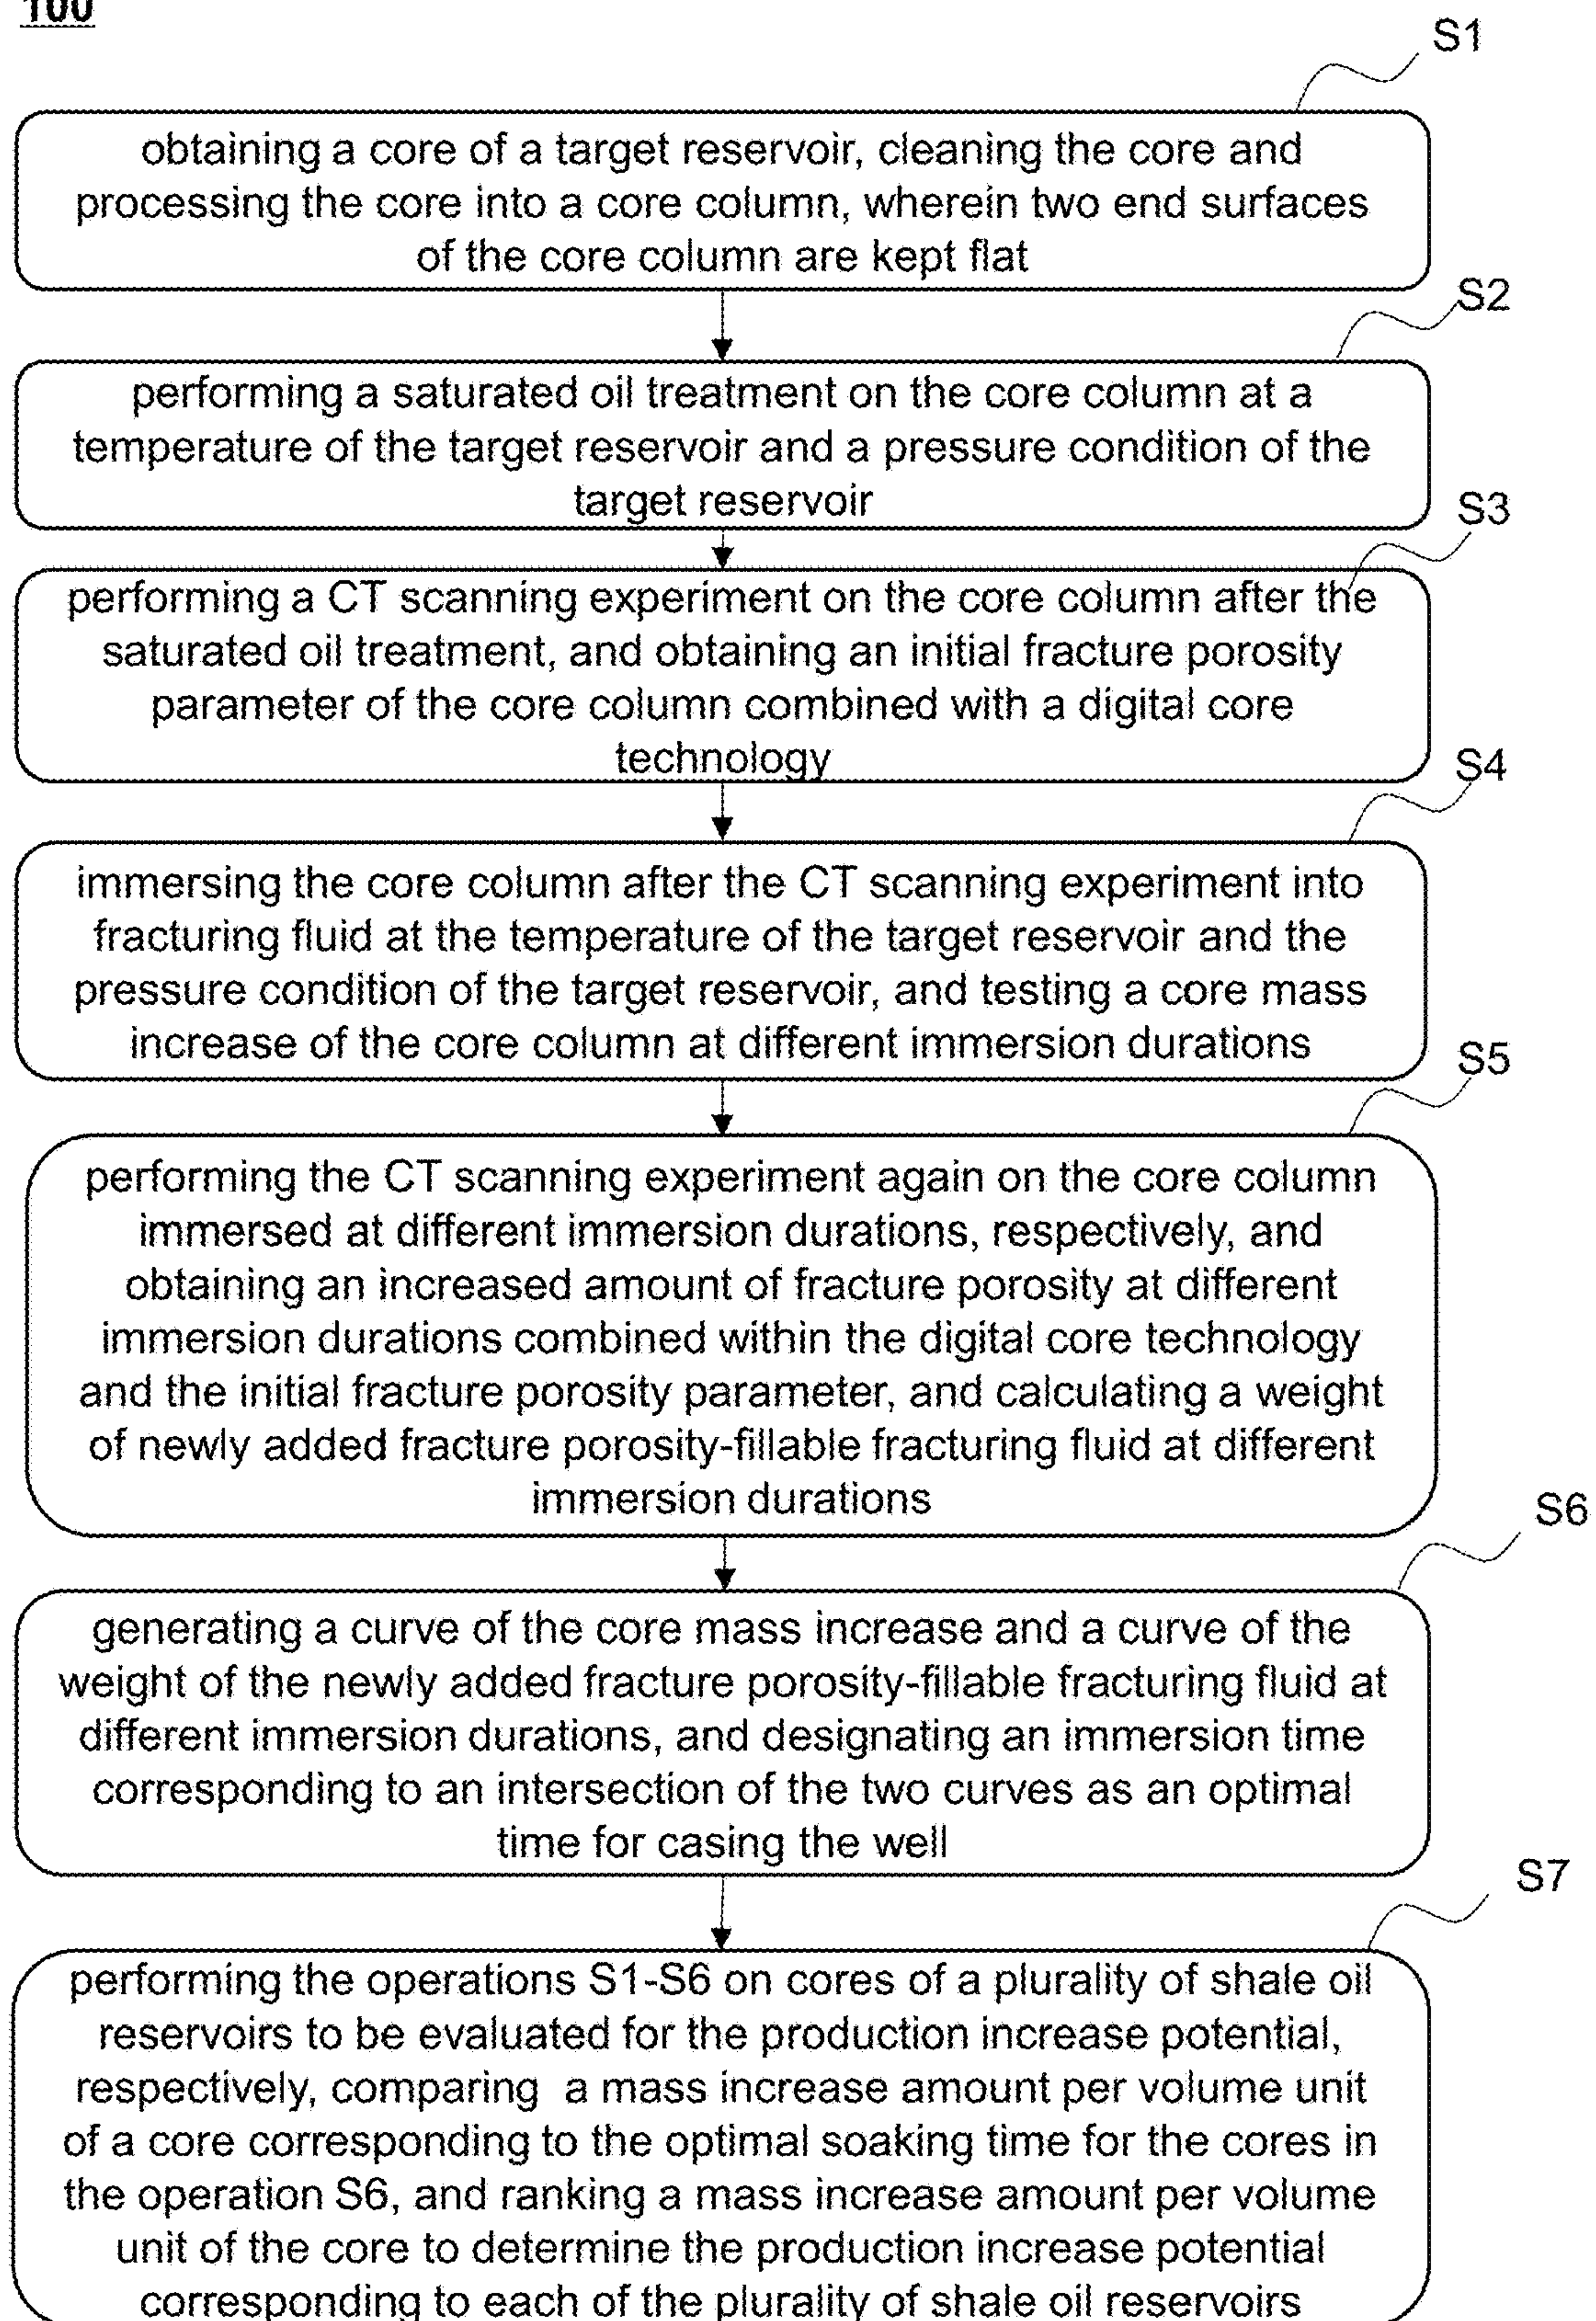 100
S1
obtaining a core of a target reservoir, cleaning the core and
processing the core into a core column, wherein two end surfaces
of the core column are kept flat
S2
performing a saturated oil treatment on the core column at a
temperature of the target reservoir and a pressure condition of the
target reservoir
S3
performing a CT scanning experiment on the core column after the
saturated oil treatment, and obtaining an initial fracture porosity
parameter of the core column combined with a digital core
technology
S4
immersing the core column after the CT scanning experiment into
fracturing fluid at the temperature of the target reservoir and the
pressure condition of the target reservoir, and testing a core mass
increase of the core column at different immersion durations
S5
performing the CT scanning experiment again on the core column
immersed at different immersion durations, respectively, and
obtaining an increased amount of fracture porosity at different
immersion durations combined within the digital core technology
and the initial fracture porosity parameter, and calculating a weight
of newly added fracture porosity-fillable fracturing fluid at different
immersion durations
S6
generating a curve of the core mass increase and a curve of the
weight of the newly added fracture porosity-fillable fracturing fluid at
different immersion durations, and designating an immersion time
corresponding to an intersection of the two curves as an optimal
time for casing the well
S7
performing the operations S1-S6 on cores of a plurality of shale oil
reservoirs to be evaluated for the production increase potential,
respectively, comparing a mass increase amount per volume unit
of a core corresponding to the optimal soaking time for the cores in
the operation S6, and ranking a mass increase amount per volume
unit of the core to determine the production increase potential
corresponding to each of the plurality of shale oil reservoirs